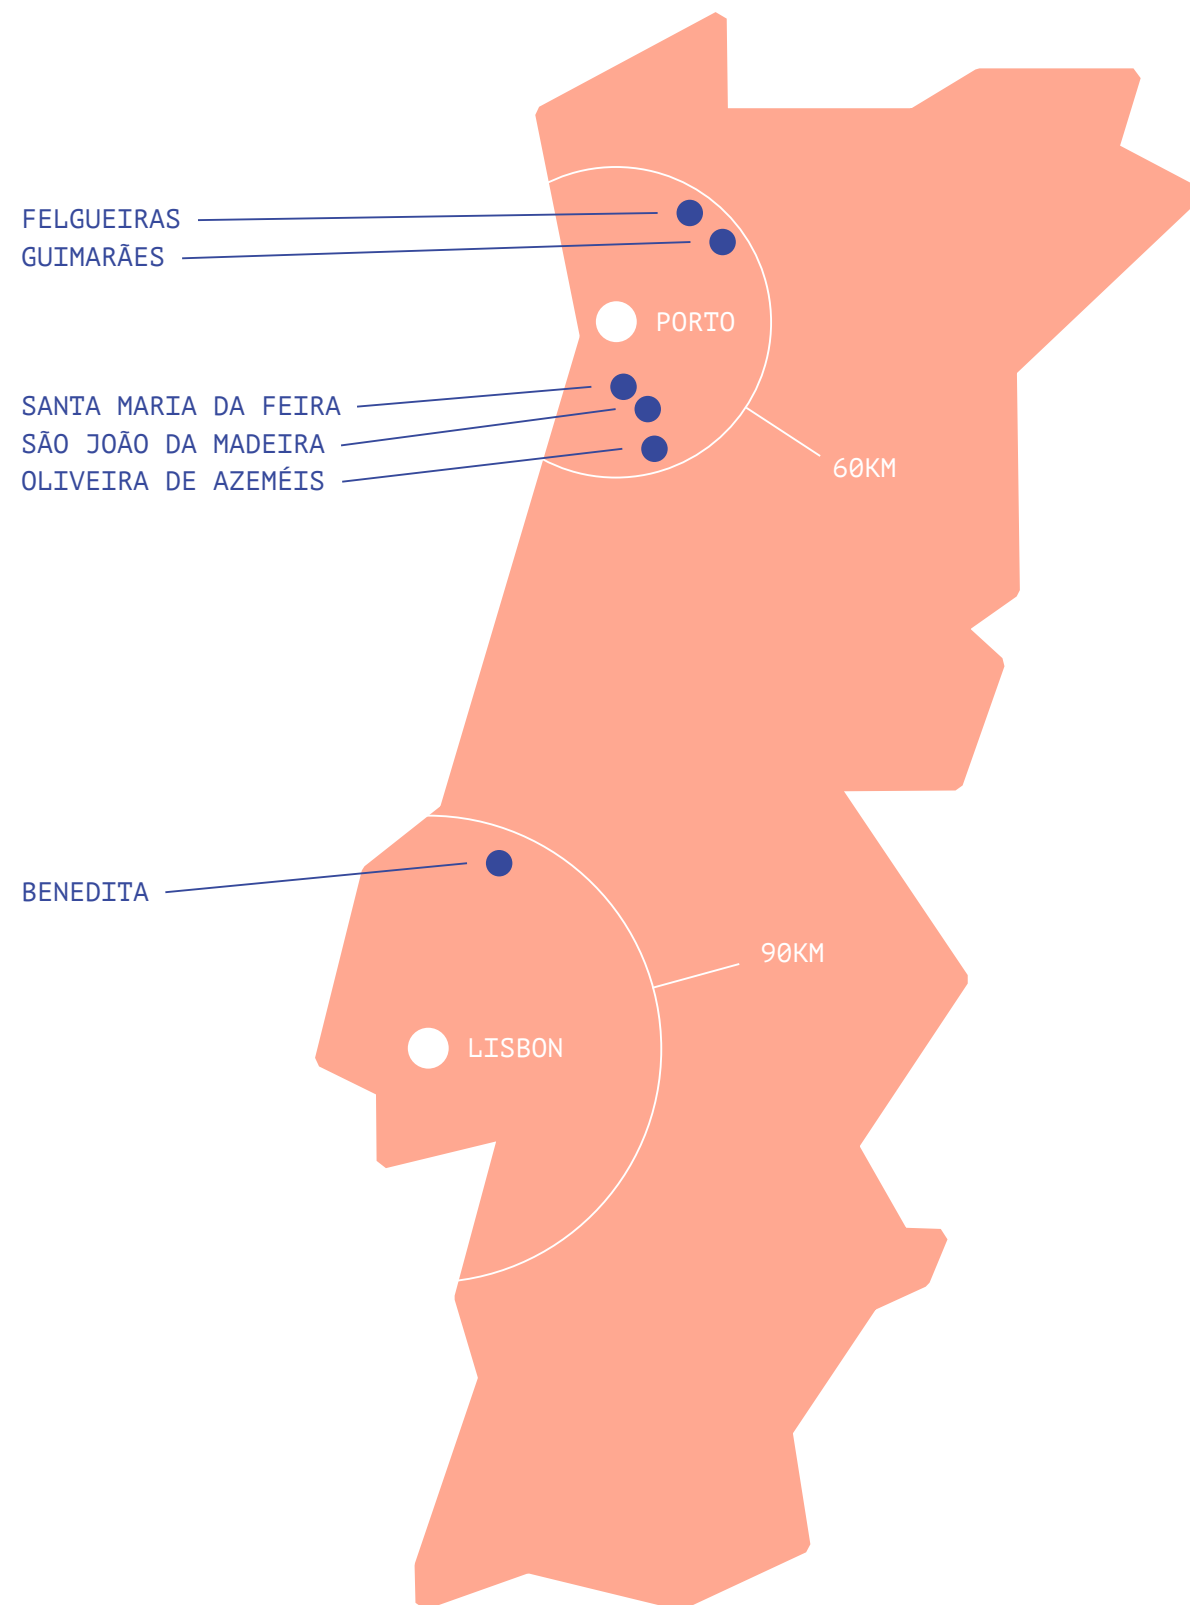 FELGUEIRAS
GUIMARÃES
PORTO
SANTA MARIA DA FEIRA
SÃO JOÃO DA MADEIRA
60KM
OLIVEIRA DE AZEMÉIS
BENEDITA
90KM
LISBON